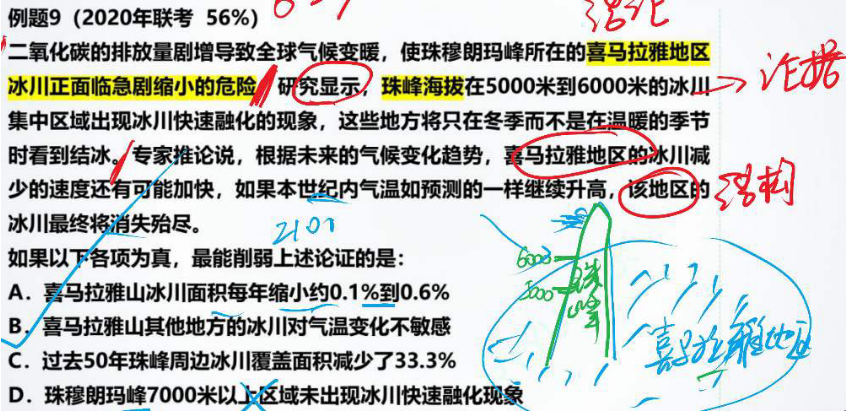 例题9（2020年联考 56%）
结论
二氧化碳的排放量剧增导致全球气候变暖，使珠穆朗玛峰所在的喜马拉雅地区
冰川正面临急剧缩小的危险。研究显示，珠峰海拔在5000米到6000米的冰川
论据
集中区域出现冰川快速融化的现象，这些地方将只在冬季而不是在温暖的季节
时看到结冰。专家推论说，根据未来的气候变化趋势，喜马拉雅地区的冰川减
少的速度还有可能加快，如果本世纪内气温如预测的一样继续升高，该地区的
结构
冰川最终将消失殆尽。
2101
如果以下各项为真，最能削弱上述论证的是：
6000
A．喜马拉雅山冰川面积每年缩小约0.1%到0.6%
5000
珠峰
B．喜马拉雅山其他地方的冰川对气温变化不敏感
喜马拉雅地区
C．过去50年珠峰周边冰川覆盖面积减少了33.3%
D．珠穆朗玛峰7000米以上区域未出现冰川快速融化现象